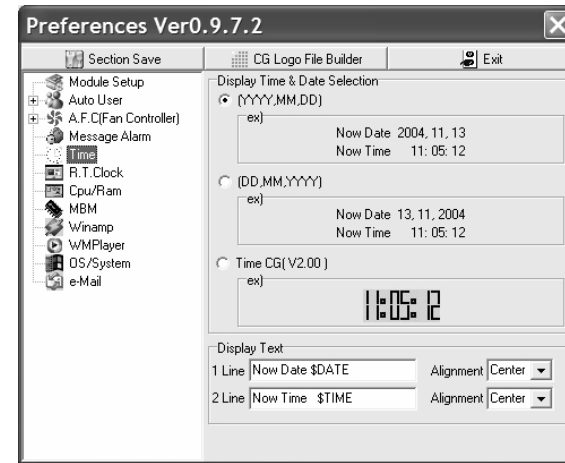 Preferences Ver0.9.7.2
Section Save
CG Logo File Builder
Exit
Module Setup
Auto User
A.F.C(Fan Controller)
Message Alarm
Time
R.T.Clock
Cpu/Ram
MBM
Winamp
WMPlayer
OS/System
e-Mail
Display Time & Date Selection
(YYYY,MM,DD)
ex)
Now Date 2004, 11, 13
Now Time 11: 05: 12
(DD,MM,YYYY)
ex)
Now Date 13, 11, 2004
Now Time 11: 05: 12
Time CG( V2.00 )
ex)
11:05:12
Display Text
1 Line Now Date $DATE Alignment Center
2 Line Now Time $TIME Alignment Center